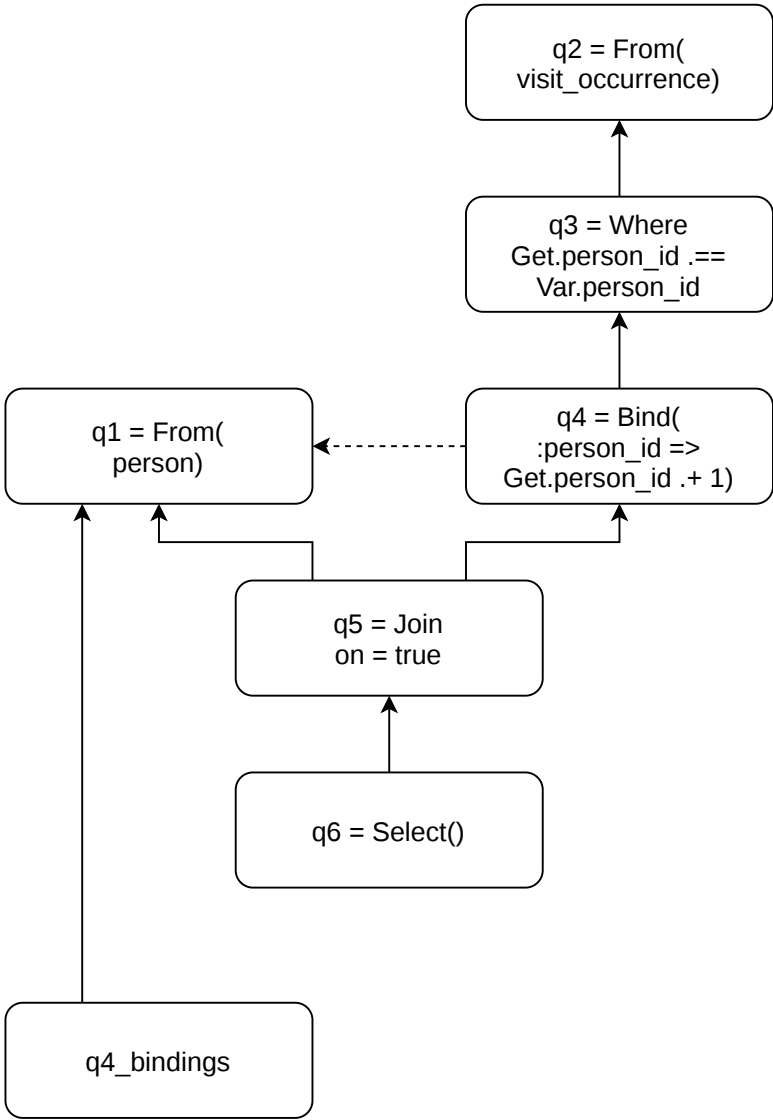 q2 = From(
visit_occurrence)
q3 = Where
Get.person_id .==
Var.person_id
q1 = From(
person)
q4 = Bind(
:person_id =>
Get.person_id .+ 1)
q5 = Join
on = true
q6 = Select()
q4_bindings